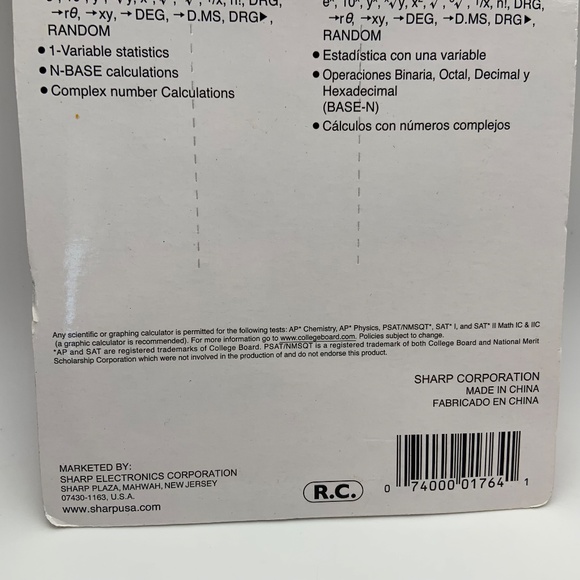 →rθ, →xy, → DEG, →D.MS, DRG▶,
RANDOM
• 1-Variable statistics
• N-BASE calculations
• Complex number Calculations
→rθ, →xy, → DEG, →D.MS, DRG▶,
RANDOM
• Estadística con una variable
• Operaciones Binaria, Octal, Decimal y
Hexadecimal
(BASE-N)
• Cálculos con números complejos
Any scientific or graphing calculator is permitted for the following tests: AP* Chemistry, AP* Physics, PSAT/NMSQT*, SAT* I, and SAT* II Math IC & IIC
(a graphic calculator is recommended). For more information go to www.collegeboard.com. Policies subject to change.
*AP and SAT are registered trademarks of College Board. PSAT/NMSQT is a registered trademark of both College Board and National Merit
Scholarship Corporation which were not involved in the production of and do not endorse this product.
SHARP CORPORATION
MADE IN CHINA
FABRICADO EN CHINA
MARKETED BY:
SHARP ELECTRONICS CORPORATION
SHARP PLAZA, MAHWAH, NEW JERSEY
07430-1163, U.S.A.
www.sharpusa.com
R.C.
0 74000 01764 1